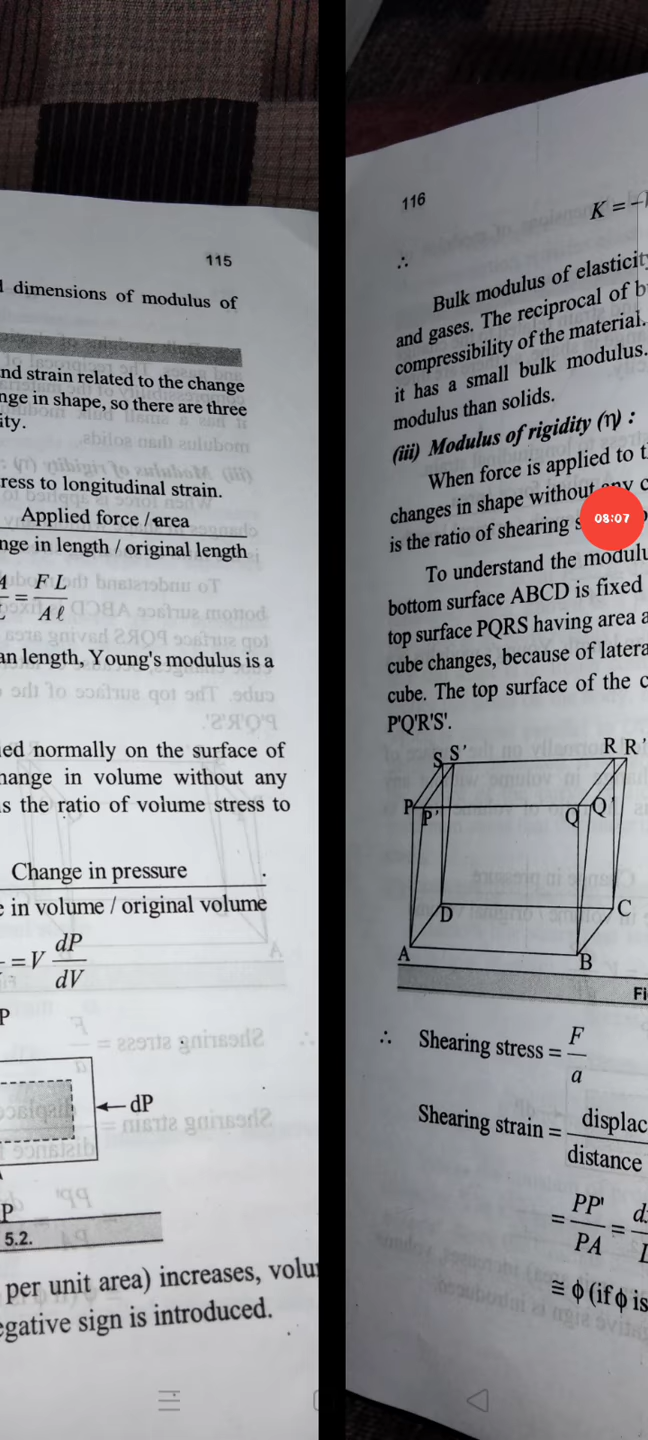 115
dimensions of modulus of
nd strain related to the change
nge in shape, so there are three
ity.
ress to longitudinal strain.
Applied force / area
nge in length / original length
= F L / A ℓ
an length, Young's modulus is a
ied normally on the surface of
hange in volume without any
s the ratio of volume stress to
Change in pressure
e in volume / original volume
= V dP / dV
P
dP
P
5.2.
per unit area) increases, volu
egative sign is introduced.
116
K = –
∴
Bulk modulus of elasticit
and gases. The reciprocal of b
compressibility of the material.
it has a small bulk modulus.
modulus than solids.
(iii) Modulus of rigidity (η) :
When force is applied to t
changes in shape without any c
is the ratio of shearing s
08:07
To understand the modulu
bottom surface ABCD is fixed
top surface PQRS having area a
cube changes, because of latera
cube. The top surface of the c
P'Q'R'S'.
S S' R R'
P P' Q Q'
D C
A B
Fi
∴ Shearing stress = F / a
Shearing strain = displac / distance
= PP' / PA = d / L
≅ ϕ (if ϕ is